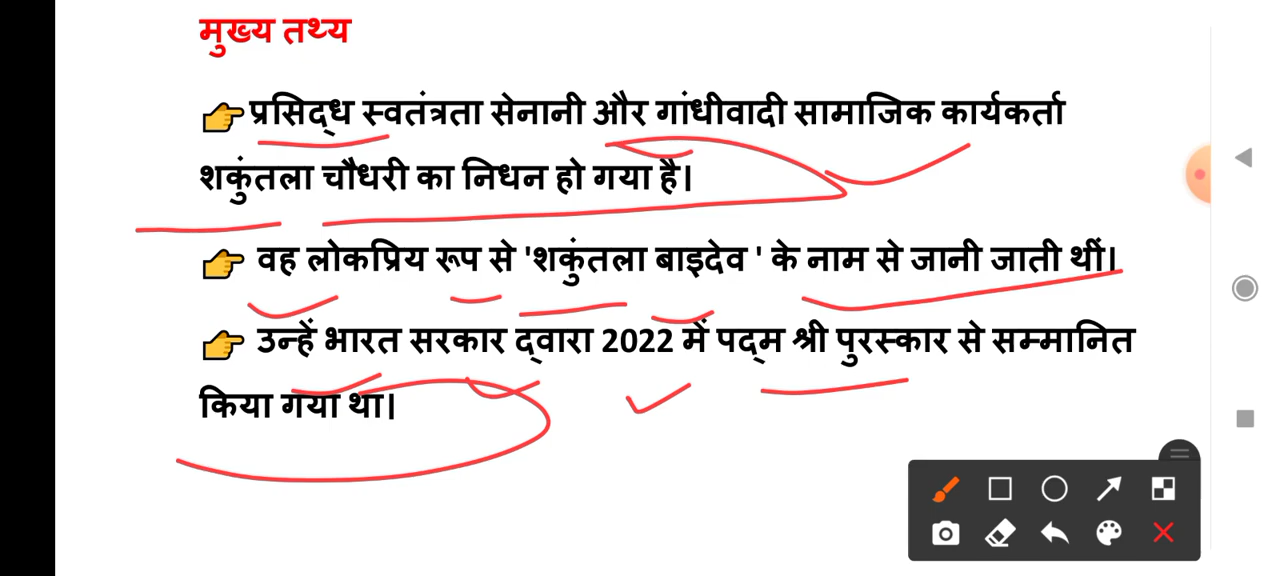 मुख्य तथ्य
👉प्रसिद्ध स्वतंत्रता सेनानी और गांधीवादी सामाजिक कार्यकर्ता
शकुंतला चौधरी का निधन हो गया है।
👉 वह लोकप्रिय रूप से 'शकुंतला बाइदेव ' के नाम से जानी जाती थीं।
👉 उन्हें भारत सरकार द्वारा 2022 में पद्म श्री पुरस्कार से सम्मानित
किया गया था।